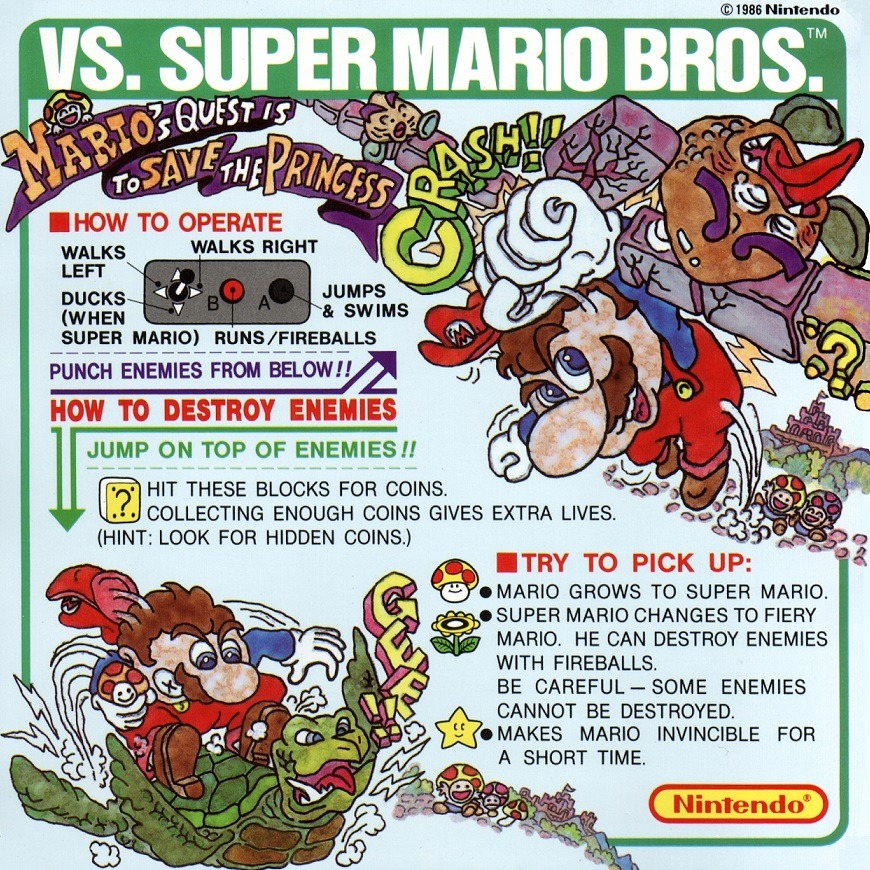 © 1986 Nintendo
VS. SUPER MARIO BROS.™
MARIO'S QUEST IS
TO SAVE THE PRINCESS
CRASH!!
■HOW TO OPERATE
WALKS LEFT
WALKS RIGHT
DUCKS
(WHEN
SUPER MARIO)
B
A
JUMPS
& SWIMS
RUNS/FIREBALLS
PUNCH ENEMIES FROM BELOW!!
HOW TO DESTROY ENEMIES
JUMP ON TOP OF ENEMIES!!
M
?
?
HIT THESE BLOCKS FOR COINS.
COLLECTING ENOUGH COINS GIVES EXTRA LIVES.
(HINT: LOOK FOR HIDDEN COINS.)
GEE!!
■TRY TO PICK UP:
●MARIO GROWS TO SUPER MARIO.
●SUPER MARIO CHANGES TO FIERY
MARIO. HE CAN DESTROY ENEMIES
WITH FIREBALLS.
BE CAREFUL — SOME ENEMIES
CANNOT BE DESTROYED.
●MAKES MARIO INVINCIBLE FOR
A SHORT TIME.
Nintendo®